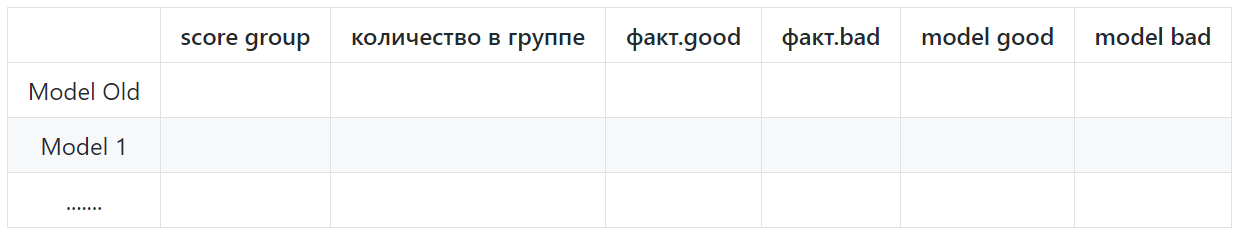 score group количество в группе факт.good факт.bad model good model bad
Model Old
Model 1
.......